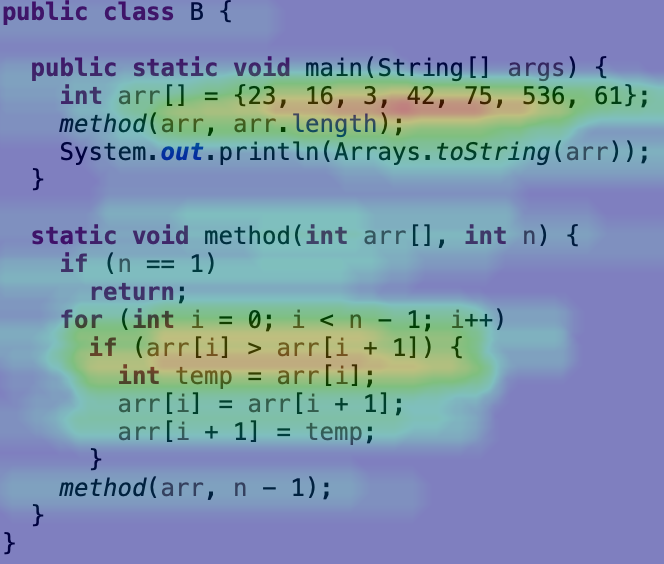 public class B {
public static void main(String[] args) {
int arr[] = {23, 16, 3, 42, 75, 536, 61};
method(arr, arr.length);
System.out.println(Arrays.toString(arr));
}
static void method(int arr[], int n) {
if (n == 1)
return;
for (int i = 0; i < n - 1; i++)
if (arr[i] > arr[i + 1]) {
int temp = arr[i];
arr[i] = arr[i + 1];
arr[i + 1] = temp;
}
method(arr, n - 1);
}
}